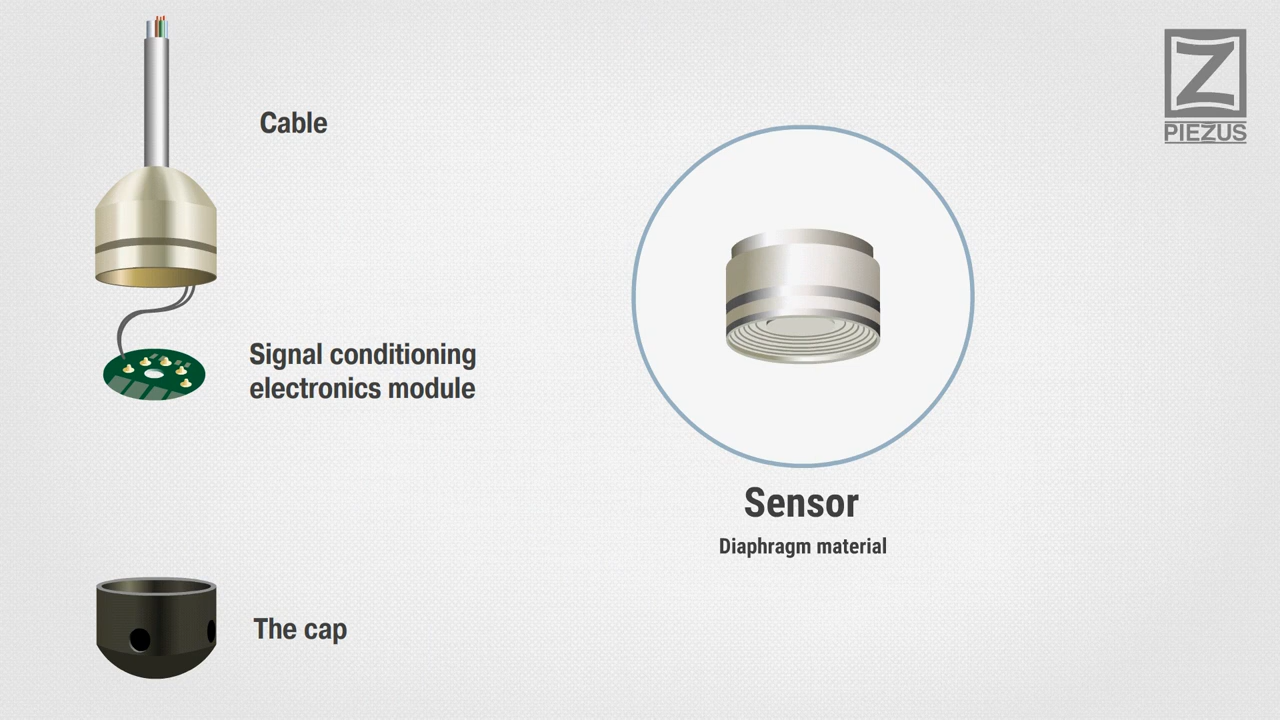 Cable
Signal conditioning
electronics module
The cap
Sensor
Diaphragm material
Z
PIEZUS